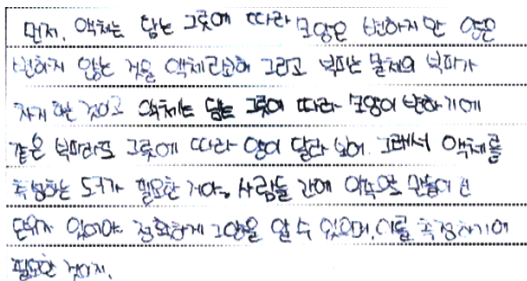 먼저, 액체는 담는 그릇에 따라 모양은 변하지만 양은
변하지 않는 것을 액체라고해 그리고 부피는 물체의 부피가
차지한 것이고 액체는 담는 그릇에 따라 모양이 변하기에
같은 부피라도 그릇에 따라 양이 달라 보여. 그래서 액체를
측정하는 도구가 필요한 거야. 사람들 간에 약속으로 만들어진
단위가 있어야 정확하게 그 양을 알 수 있으며, 이를 측정하기에
필요한 것이지.